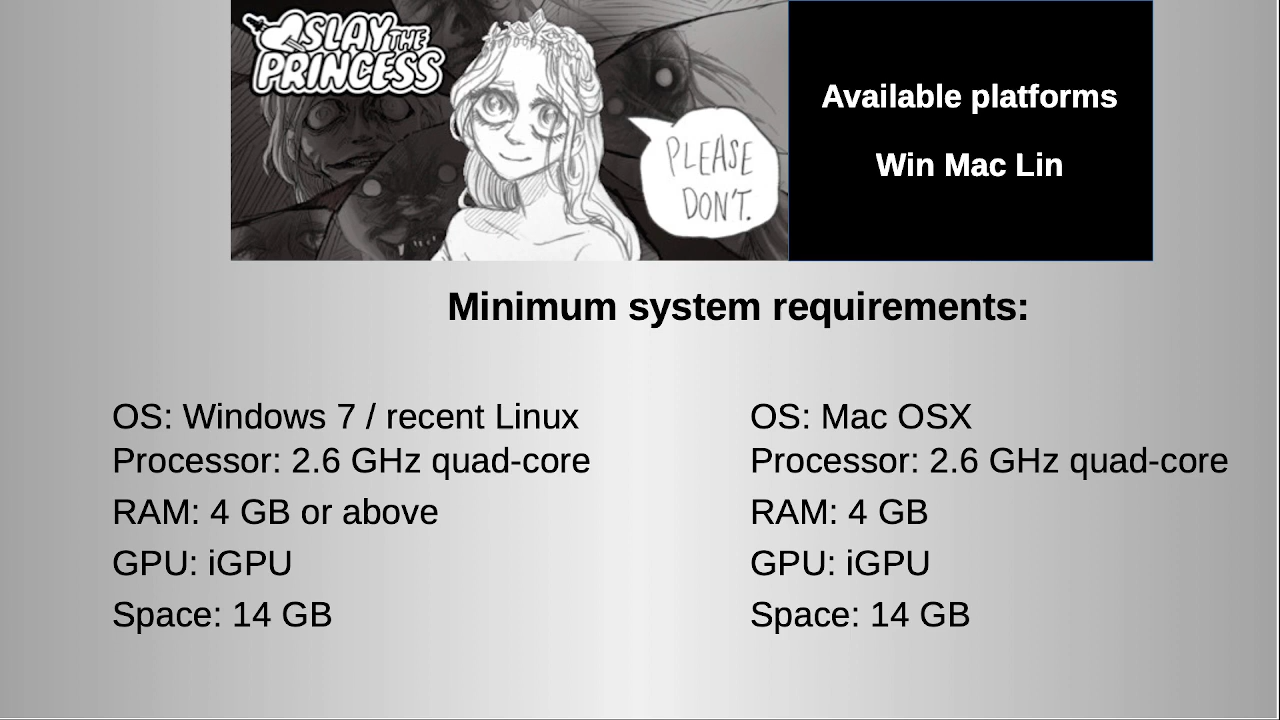 SLAY THE
PRINCESS
PLEASE
DON'T.
Available platforms
Win Mac Lin
Minimum system requirements:
OS: Windows 7 / recent Linux
Processor: 2.6 GHz quad-core
RAM: 4 GB or above
GPU: iGPU
Space: 14 GB
OS: Mac OSX
Processor: 2.6 GHz quad-core
RAM: 4 GB
GPU: iGPU
Space: 14 GB